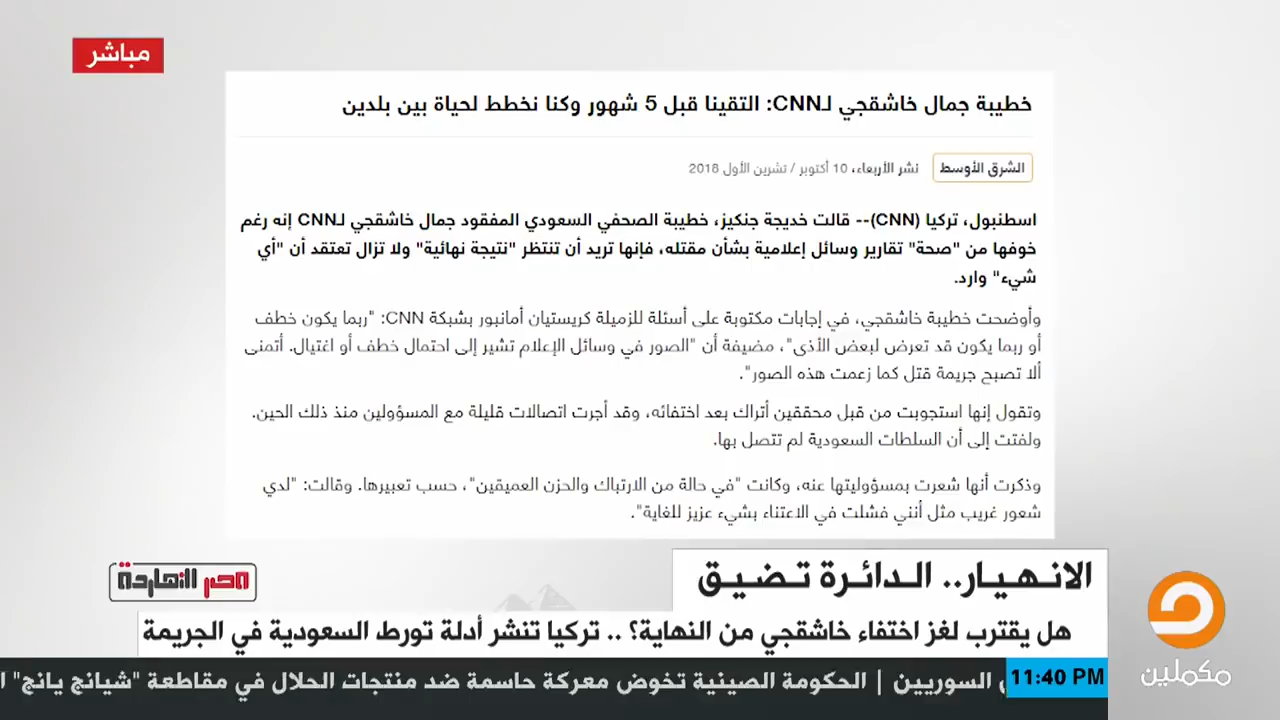 مباشر
خطيبة جمال خاشقجي لـCNN: التقينا قبل 5 شهور وكنا نخطط لحياة بين بلدين
الشرق الأوسط
نشر الأربعاء، 10 أكتوبر / تشرين الأول 2018
اسطنبول، تركيا (CNN)-- قالت خديجة جنكيز، خطيبة الصحفي السعودي المفقود جمال خاشقجي لـCNN إنه رغم
خوفها من "صحة" تقارير وسائل إعلامية بشأن مقتله، فإنها تريد أن تنتظر "نتيجة نهائية" ولا تزال تعتقد أن "أي
شيء" وارد.
وأوضحت خطيبة خاشقجي، في إجابات مكتوبة على أسئلة للزميلة كريستيان أمانبور بشبكة CNN: "ربما يكون خطف
أو ربما يكون قد تعرض لبعض الأذى"، مضيفة أن "الصور في وسائل الإعلام تشير إلى احتمال خطف أو اغتيال. أتمنى
ألا تصبح جريمة قتل كما زعمت هذه الصور".
وتقول إنها استجوبت من قبل محققين أتراك بعد اختفائه، وقد أجرت اتصالات قليلة مع المسؤولين منذ ذلك الحين.
ولفتت إلى أن السلطات السعودية لم تتصل بها.
وذكرت أنها شعرت بمسؤوليتها عنه، وكانت "في حالة من الارتباك والحزن العميقين"، حسب تعبيرها. وقالت: "لدي
شعور غريب مثل أنني فشلت في الاعتناء بشيء عزيز للغاية".
مصر النهاردة
الانهيار.. الدائرة تضيق
هل يقترب لغز اختفاء خاشقجي من النهاية؟ .. تركيا تنشر أدلة تورط السعودية في الجريمة
السوريين | الحكومة الصينية تخوض معركة حاسمة ضد منتجات الحلال في مقاطعة "شيانج يانج"
11:40 PM
مكملين